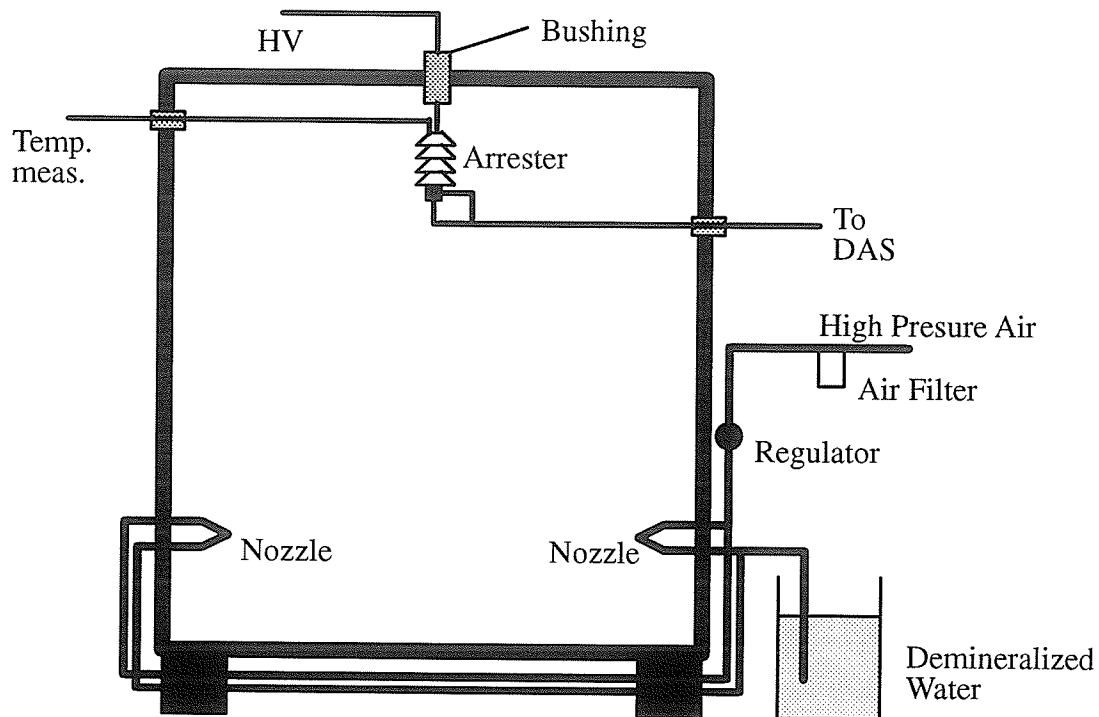 HV
Bushing
Temp.
meas.
Arrester
To
DAS
High Presure Air
Air Filter
Regulator
Nozzle
Nozzle
Demineralized
Water